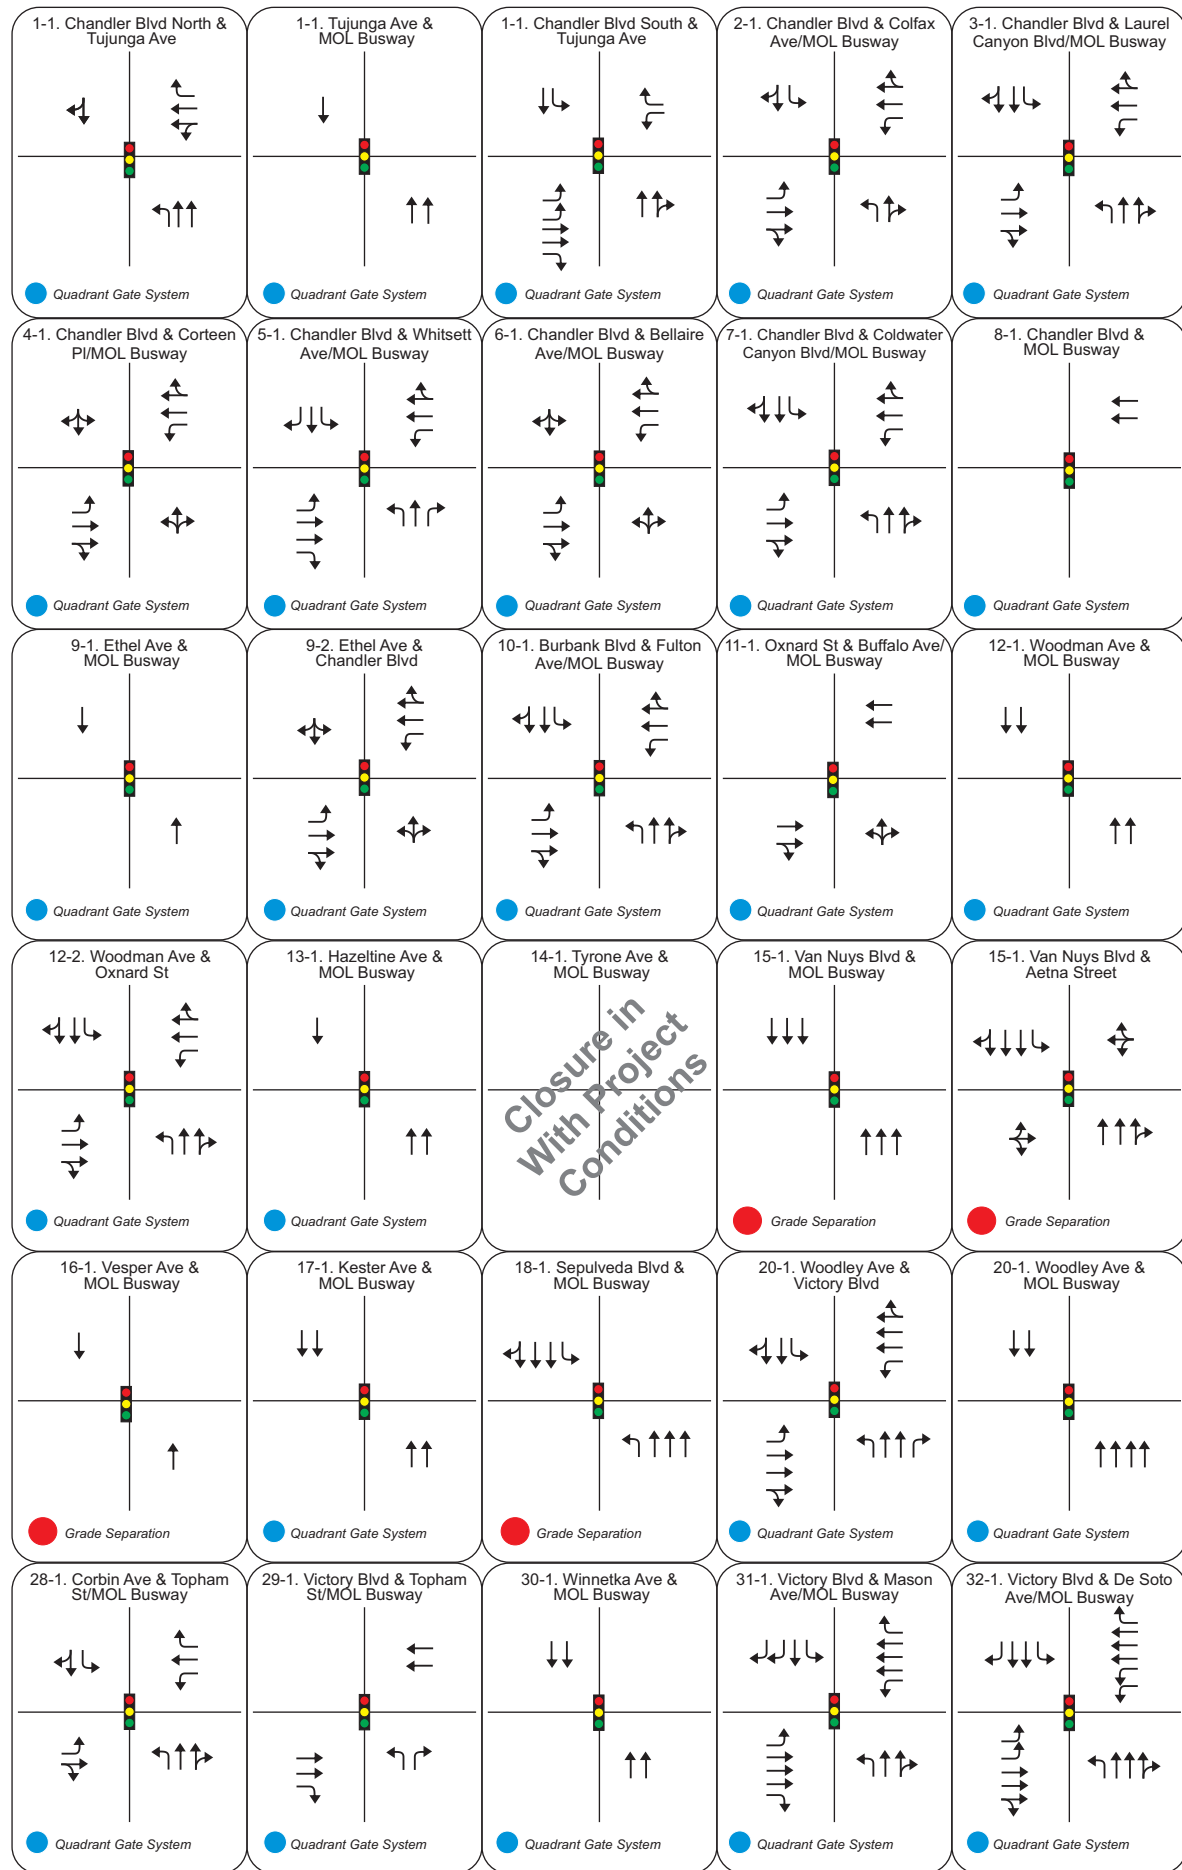 1-1. Chandler Blvd North &
Tujunga Ave
Quadrant Gate System
1-1. Tujunga Ave &
MOL Busway
Quadrant Gate System
1-1. Chandler Blvd South &
Tujunga Ave
Quadrant Gate System
2-1. Chandler Blvd & Colfax
Ave/MOL Busway
Quadrant Gate System
3-1. Chandler Blvd & Laurel
Canyon Blvd/MOL Busway
Quadrant Gate System
4-1. Chandler Blvd & Corteen
Pl/MOL Busway
Quadrant Gate System
5-1. Chandler Blvd & Whitsett
Ave/MOL Busway
Quadrant Gate System
6-1. Chandler Blvd & Bellaire
Ave/MOL Busway
Quadrant Gate System
7-1. Chandler Blvd & Coldwater
Canyon Blvd/MOL Busway
Quadrant Gate System
8-1. Chandler Blvd &
MOL Busway
Quadrant Gate System
9-1. Ethel Ave &
MOL Busway
Quadrant Gate System
9-2. Ethel Ave &
Chandler Blvd
Quadrant Gate System
10-1. Burbank Blvd & Fulton
Ave/MOL Busway
Quadrant Gate System
11-1. Oxnard St & Buffalo Ave/
MOL Busway
Quadrant Gate System
12-1. Woodman Ave &
MOL Busway
Quadrant Gate System
12-2. Woodman Ave &
Oxnard St
Quadrant Gate System
13-1. Hazeltine Ave &
MOL Busway
Quadrant Gate System
14-1. Tyrone Ave &
MOL Busway
Closure in
With Project
Conditions
15-1. Van Nuys Blvd &
MOL Busway
Grade Separation
15-1. Van Nuys Blvd &
Aetna Street
Grade Separation
16-1. Vesper Ave &
MOL Busway
Grade Separation
17-1. Kester Ave &
MOL Busway
Quadrant Gate System
18-1. Sepulveda Blvd &
MOL Busway
Grade Separation
20-1. Woodley Ave &
Victory Blvd
Quadrant Gate System
20-1. Woodley Ave &
MOL Busway
Quadrant Gate System
28-1. Corbin Ave & Topham
St/MOL Busway
Quadrant Gate System
29-1. Victory Blvd & Topham
St/MOL Busway
Quadrant Gate System
30-1. Winnetka Ave &
MOL Busway
Quadrant Gate System
31-1. Victory Blvd & Mason
Ave/MOL Busway
Quadrant Gate System
32-1. Victory Blvd & De Soto
Ave/MOL Busway
Quadrant Gate System